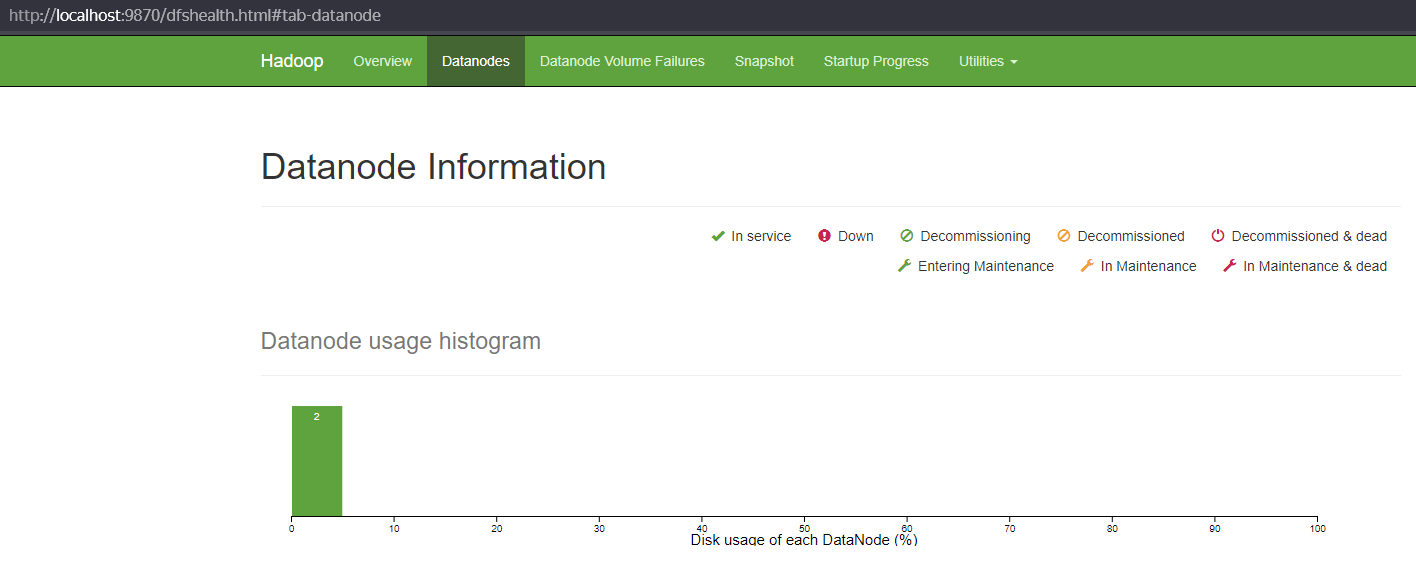 http://localhost:9870/dfshealth.html#tab-datanode
Hadoop Overview Datanodes Datanode Volume Failures Snapshot Startup Progress Utilities
Datanode Information
In service Down Decommissioning Decommissioned Decommissioned & dead
Entering Maintenance In Maintenance In Maintenance & dead
Datanode usage histogram
2
0 10 20 30 40 50 60 70 80 90 100
Disk usage of each DataNode (%)